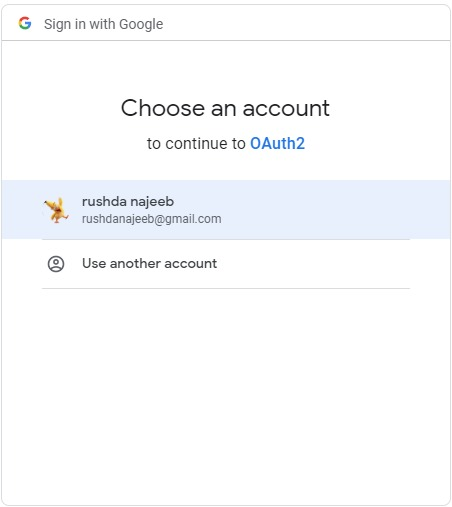 Sign in with Google
Choose an account
to continue to OAuth2
rushda najeeb
rushdanajeeb@gmail.com
Use another account